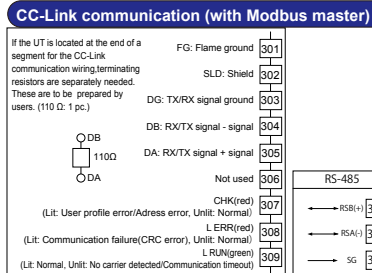 CC-Link communication (with Modbus master)
If the UT is located at the end of a
segment for the CC-Link
communication wiring,terminating
resistors are separately needed.
These are to be prepared by
users. (110 Ω: 1 pc.)
DB
110Ω
DA
FG: Flame ground 301
SLD: Shield 302
DG: TX/RX signal ground 303
DB: RX/TX signal - signal 304
DA: RX/TX signal + signal 305
Not used 306
CHK(red) 307
(Lit: User profile error/Adress error, Unlit: Normal)
L ERR(red) 308
(Lit: Communication failure(CRC error), Unlit: Normal)
L RUN(green) 309
(Lit: Normal, Unlit: No carrier detected/Communication timeout)
RS-485
RSB(+) 3
RSA(-) 3
SG 3